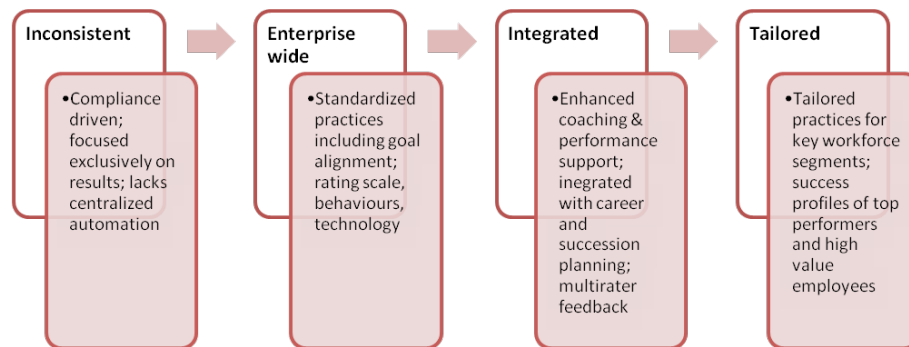 Inconsistent
•Compliance
driven;
focused
exclusively on
results; lacks
centralized
automation
Enterprise
wide
•Standardized
practices
including goal
alignment;
rating scale,
behaviours,
technology
Integrated
•Enhanced
coaching &
performance
support;
inegrated
with career
and
succession
planning;
multirater
feedback
Tailored
•Tailored
practices for
key workforce
segments;
success
profiles of top
performers
and high
value
employees